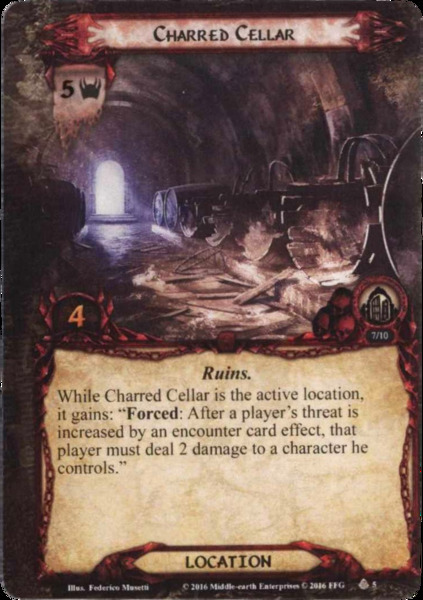 Charred Cellar
5
4
7/10
Ruins.
While Charred Cellar is the active location,
it gains: “Forced: After a player’s threat is
increased by an encounter card effect, that
player must deal 2 damage to a character he
controls.”
LOCATION
Illus. Federico Musetti © 2016 Middle-earth Enterprises © 2016 FFG 5